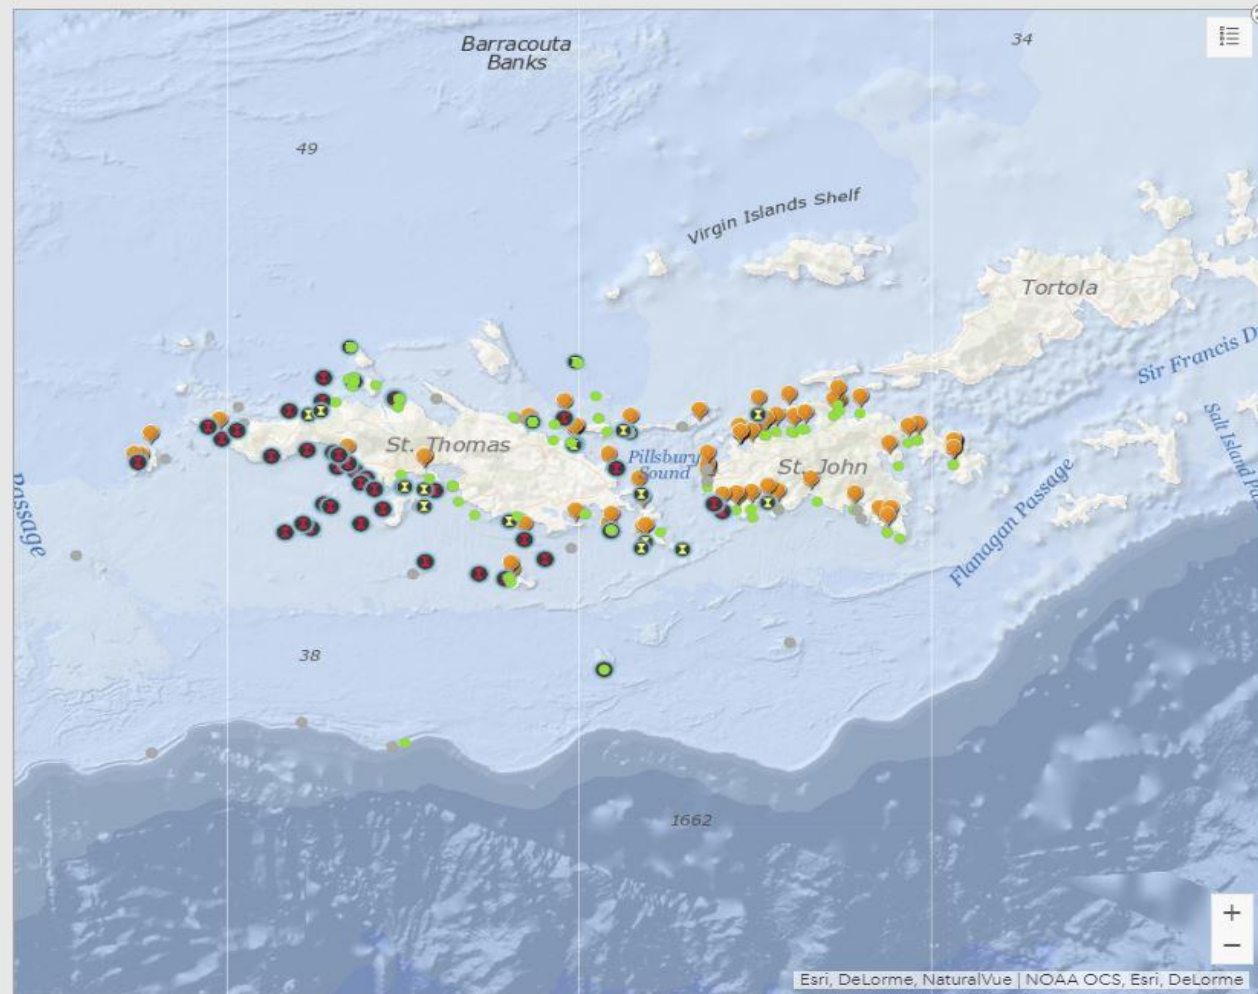 Barracouta
Banks
34
49
Virgin Islands Shelf
Tortola
Sir Francis D
St. Thomas
Pillsbury
Sound
St. John
Salt Island P
Passage
Flanagan Passage
38
1662
+
−
Esri, DeLorme, NaturalVue | NOAA OCS, Esri, DeLorme